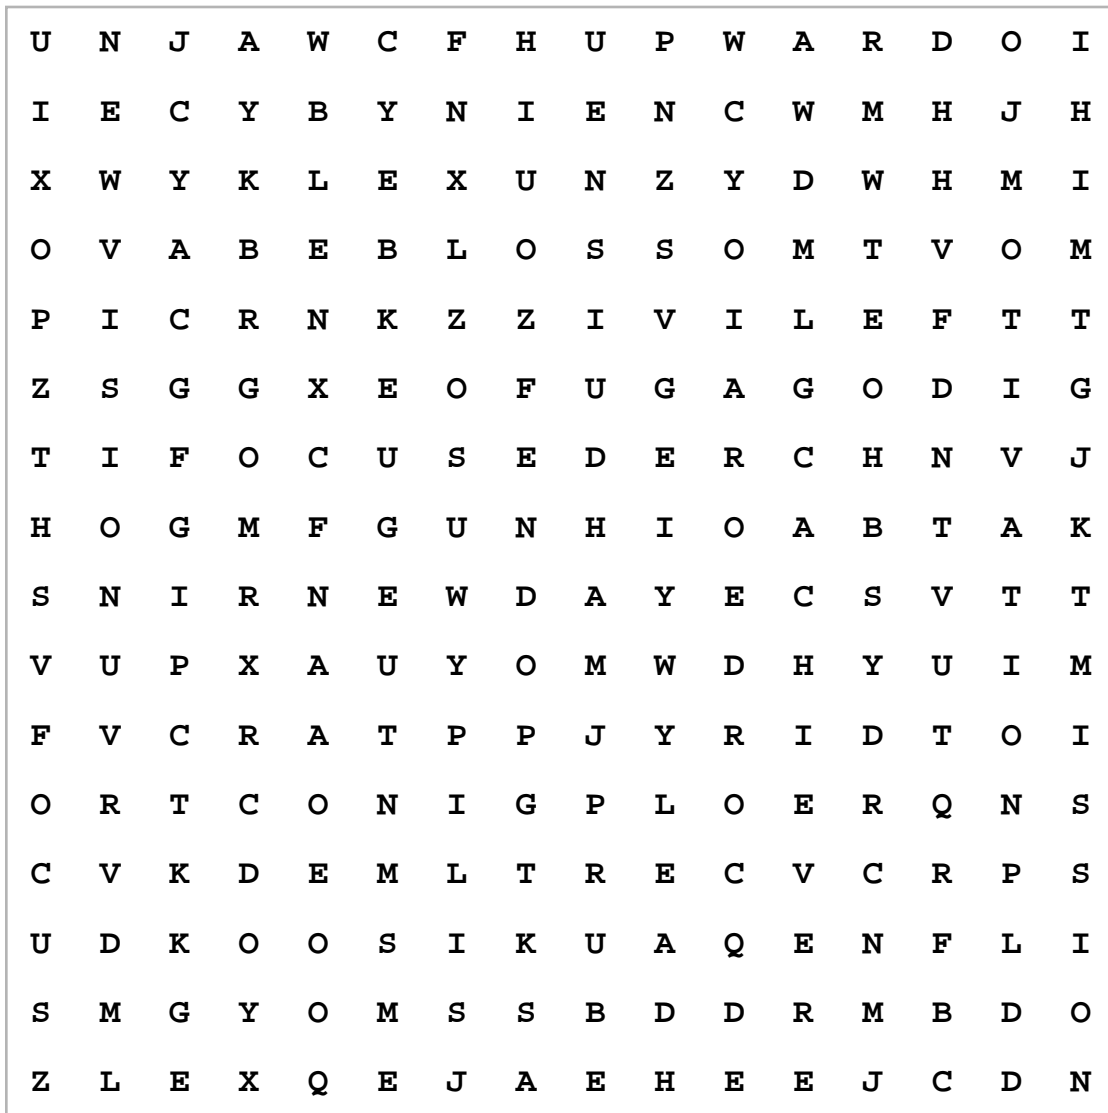 U N J A W C F H U P W A R D O I
I E C Y B Y N I E N C W M H J H
X W Y K L E X U N Z Y D W H M I
O V A B E B L O S S O M T V O M
P I C R N K Z Z I V I L E F T T
Z S G G X E O F U G A G O D I G
T I F O C U S E D E R C H N V J
H O G M F G U N H I O A B T A K
S N I R N E W D A Y E C S V T T
V U P X A U Y O M W D H Y U I M
F V C R A T P P J Y R I D T O I
O R T C O N I G P L O E R Q N S
C V K D E M L T R E C V C R P S
U D K O O S I K U A Q E N F L I
S M G Y O M S S B D D R M B D O
Z L E X Q E J A E H E E J C D N